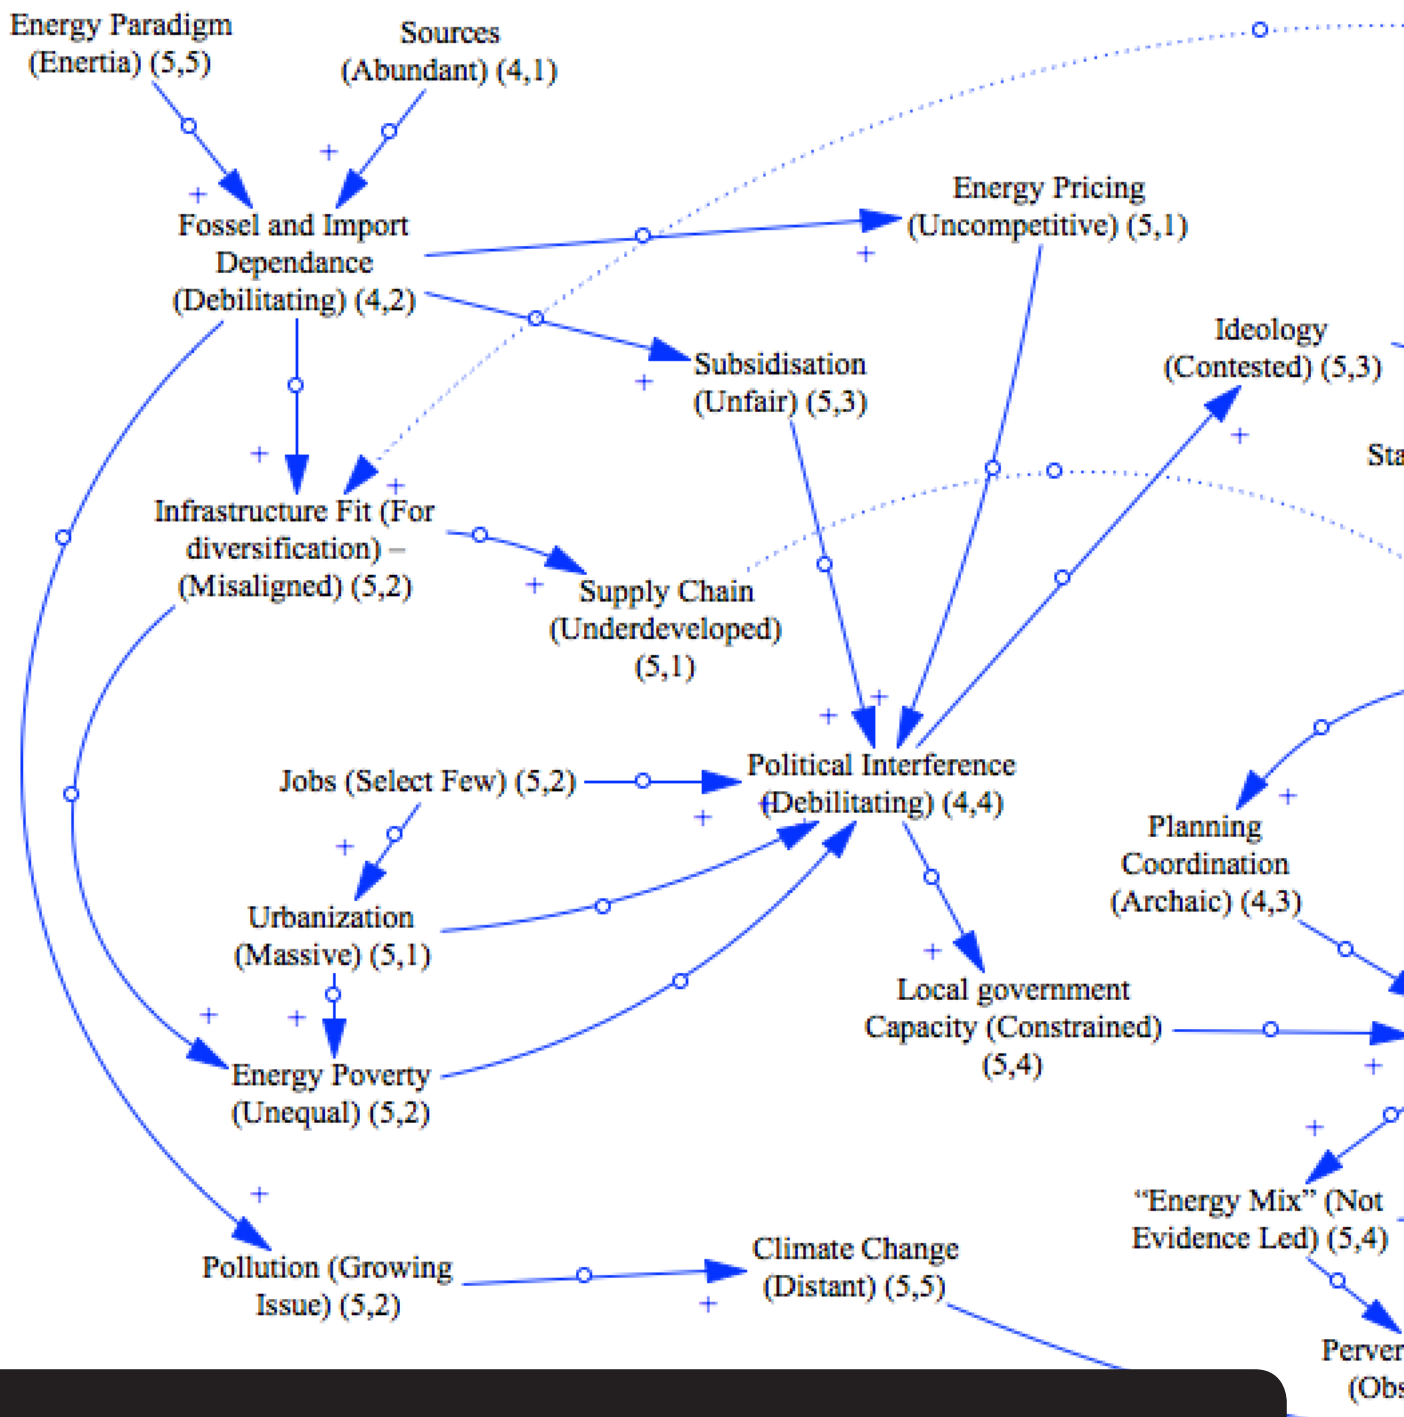 Energy Paradigm
(Enertia) (5,5)
Sources
(Abundant) (4,1)
Fossel and Import
Dependance
(Debilitating) (4,2)
Energy Pricing
(Uncompetitive) (5,1)
Subsidisation
(Unfair) (5,3)
Ideology
(Contested) (5,3)
Infrastructure Fit (For
diversification) –
(Misaligned) (5,2)
Supply Chain
(Underdeveloped)
(5,1)
Jobs (Select Few) (5,2)
Political Interference
(Debilitating) (4,4)
Planning
Coordination
(Archaic) (4,3)
Urbanization
(Massive) (5,1)
Local government
Capacity (Constrained)
(5,4)
Energy Poverty
(Unequal) (5,2)
“Energy Mix” (Not
Evidence Led) (5,4)
Pollution (Growing
Issue) (5,2)
Climate Change
(Distant) (5,5)